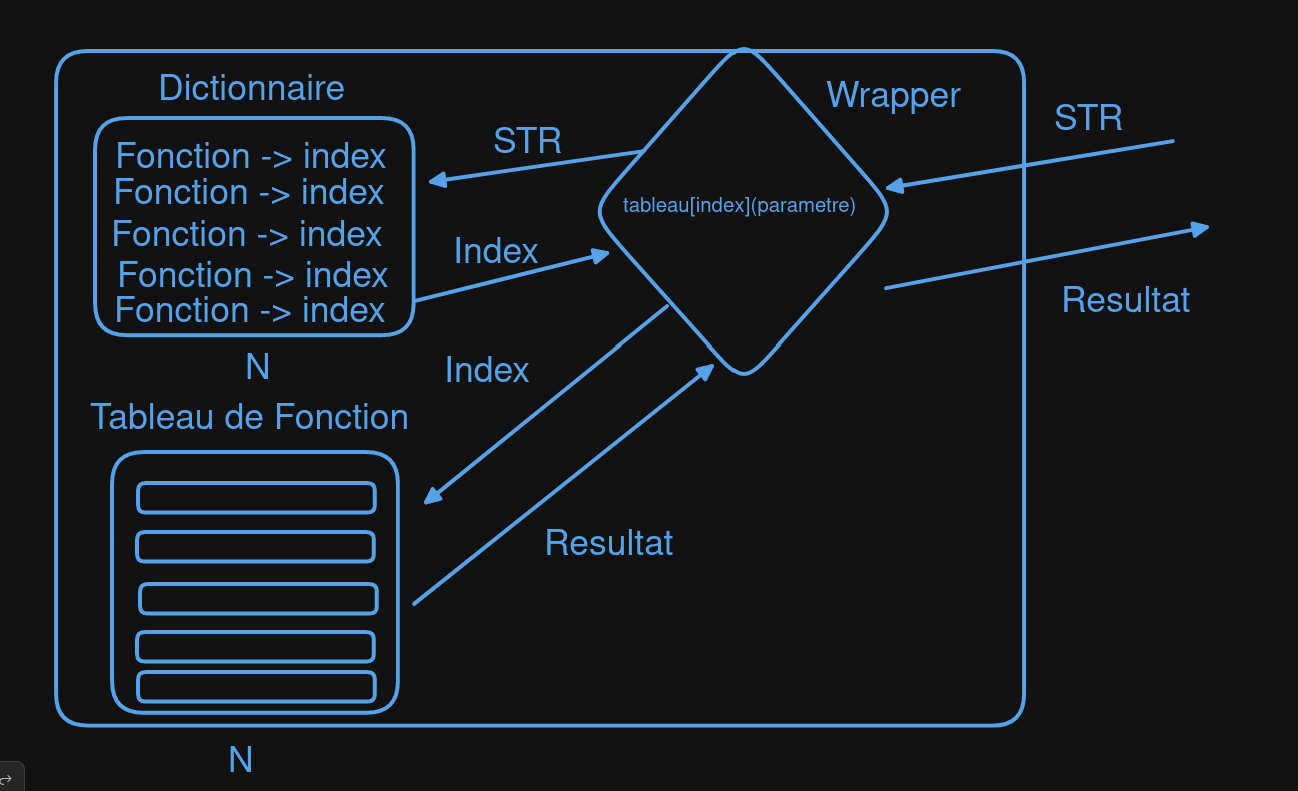 Dictionnaire
Fonction -> index
Fonction -> index
Fonction -> index
Fonction -> index
Fonction -> index
N
Tableau de Fonction
N
STR
Index
Index
Resultat
Wrapper
tableau[index](parametre)
STR
Resultat